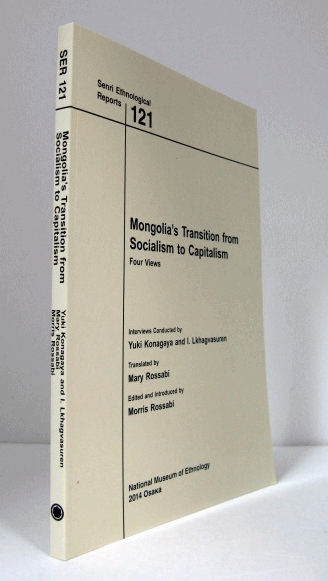 SER 121
Mongolia's Transition from
Socialism to Capitalism
Yuki Konagaya and I. Lkhagvasuren
Mary Rossabi
Morris Rossabi
Senri Ethnological
Reports 121
Mongolia's Transition from
Socialism to Capitalism
Four Views
Interviews Conducted by
Yuki Konagaya and I. Lkhagvasuren
Translated by
Mary Rossabi
Edited and Introduced by
Morris Rossabi
National Museum of Ethnology
2014 Osaka